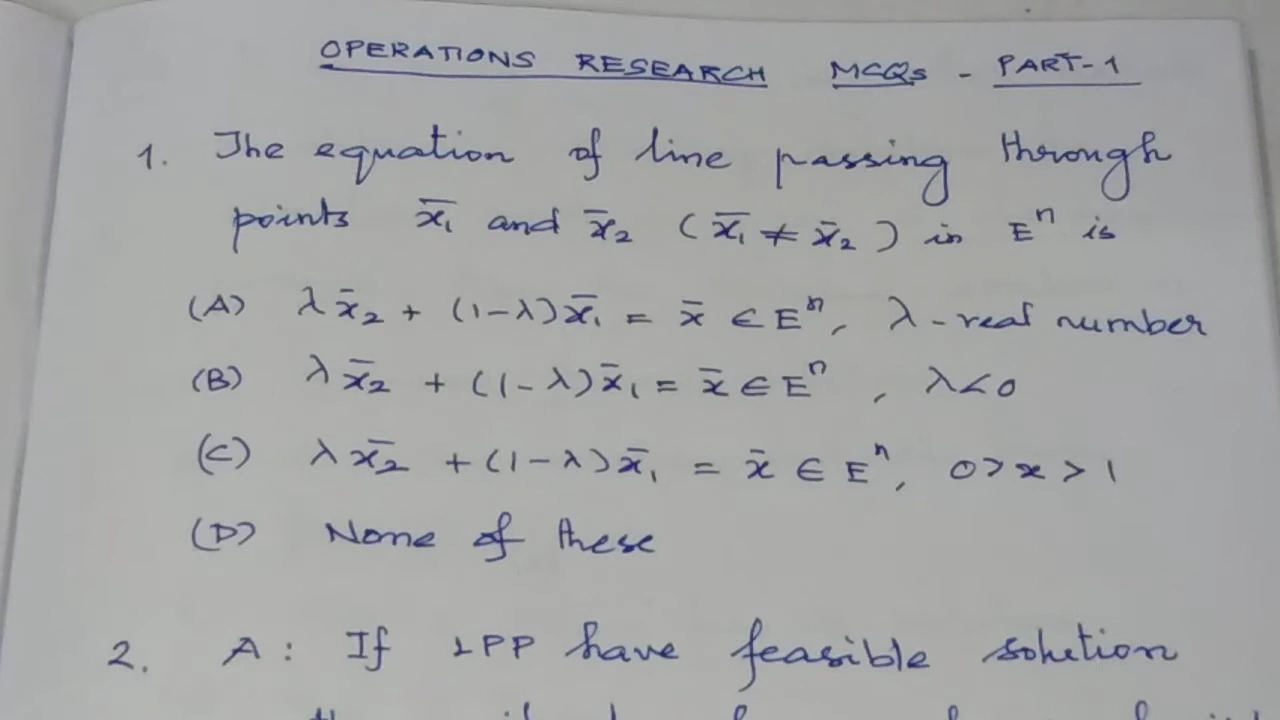 OPERATIONS RESEARCH MCQs - PART-1
1. The equation of line passing through
points x̄₁ and x̄₂ (x̄₁ ≠ x̄₂) in Eⁿ is
(A) λx̄₂ + (1-λ)x̄₁ = x̄ ∈ Eⁿ, λ-real number
(B) λx̄₂ + (1-λ)x̄₁ = x̄ ∈ Eⁿ, λ<0
(C) λx̄₂ + (1-λ)x̄₁ = x̄ ∈ Eⁿ, 0>x>1
(D) None of these
2. A: If LPP have feasible solution